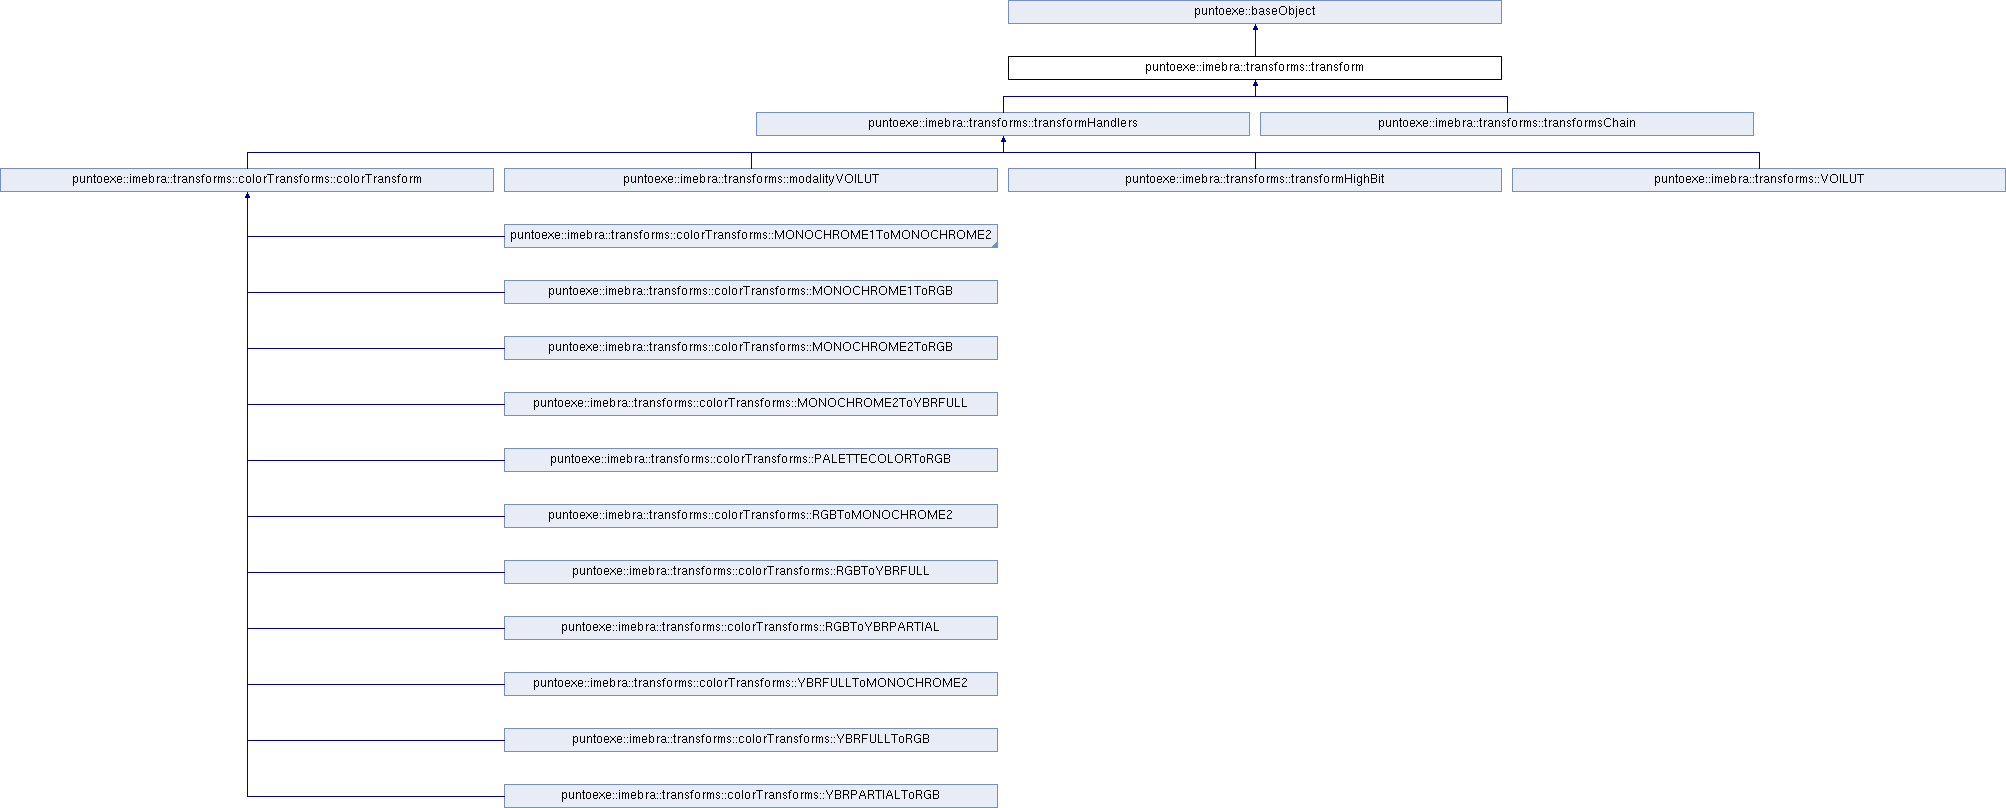 puntoexe::baseObject
puntoexe::imebra::transforms::transform
puntoexe::imebra::transforms::transformHandlers
puntoexe::imebra::transforms::transformsChain
puntoexe::imebra::transforms::colorTransforms::colorTransform
puntoexe::imebra::transforms::modalityVOILUT
puntoexe::imebra::transforms::transformHighBit
puntoexe::imebra::transforms::VOILUT
puntoexe::imebra::transforms::colorTransforms::MONOCHROME1ToMONOCHROME2
puntoexe::imebra::transforms::colorTransforms::MONOCHROME1ToRGB
puntoexe::imebra::transforms::colorTransforms::MONOCHROME2ToRGB
puntoexe::imebra::transforms::colorTransforms::MONOCHROME2ToYBRFULL
puntoexe::imebra::transforms::colorTransforms::PALETTECOLORToRGB
puntoexe::imebra::transforms::colorTransforms::RGBToMONOCHROME2
puntoexe::imebra::transforms::colorTransforms::RGBToYBRFULL
puntoexe::imebra::transforms::colorTransforms::RGBToYBRPARTIAL
puntoexe::imebra::transforms::colorTransforms::YBRFULLToMONOCHROME2
puntoexe::imebra::transforms::colorTransforms::YBRFULLToRGB
puntoexe::imebra::transforms::colorTransforms::YBRPARTIALToRGB